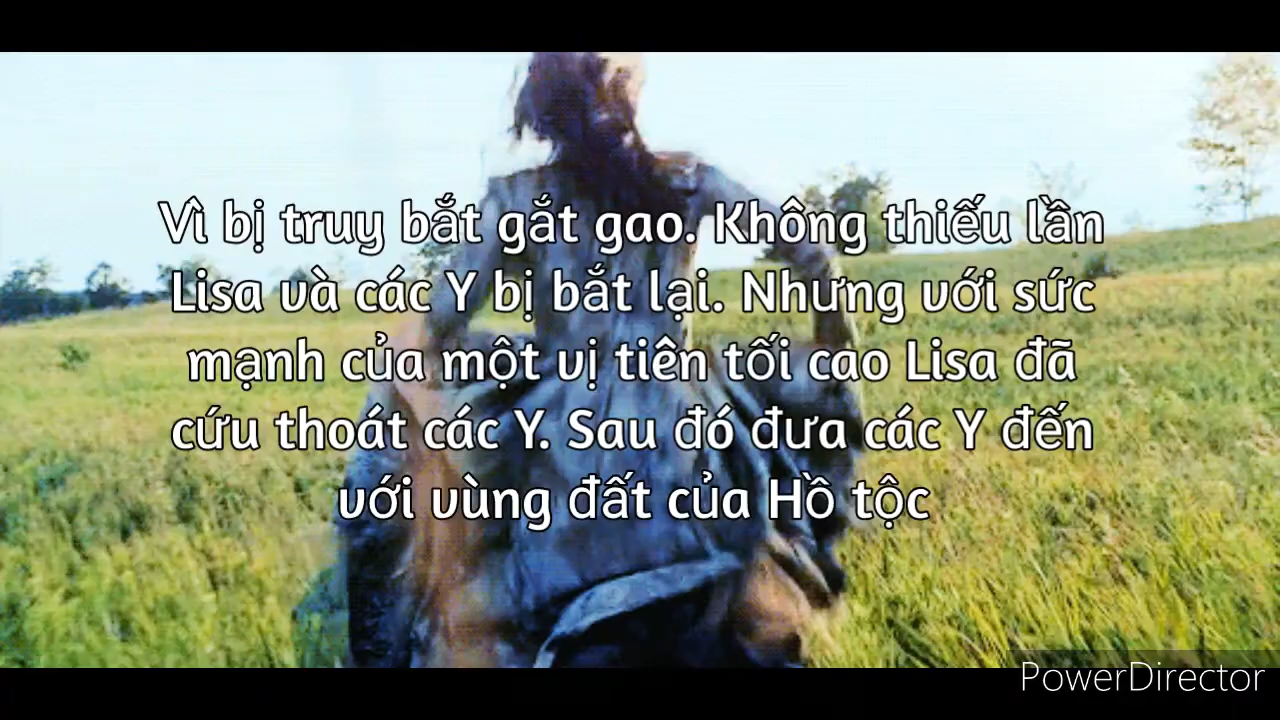 Vì bị truy bắt gắt gao. Không thiếu lần
Lisa và các Y bị bắt lại. Nhưng với sức
mạnh của một vị tiên tối cao Lisa đã
cứu thoát các Y. Sau đó đưa các Y đến
với vùng đất của Hồ tộc
PowerDirector